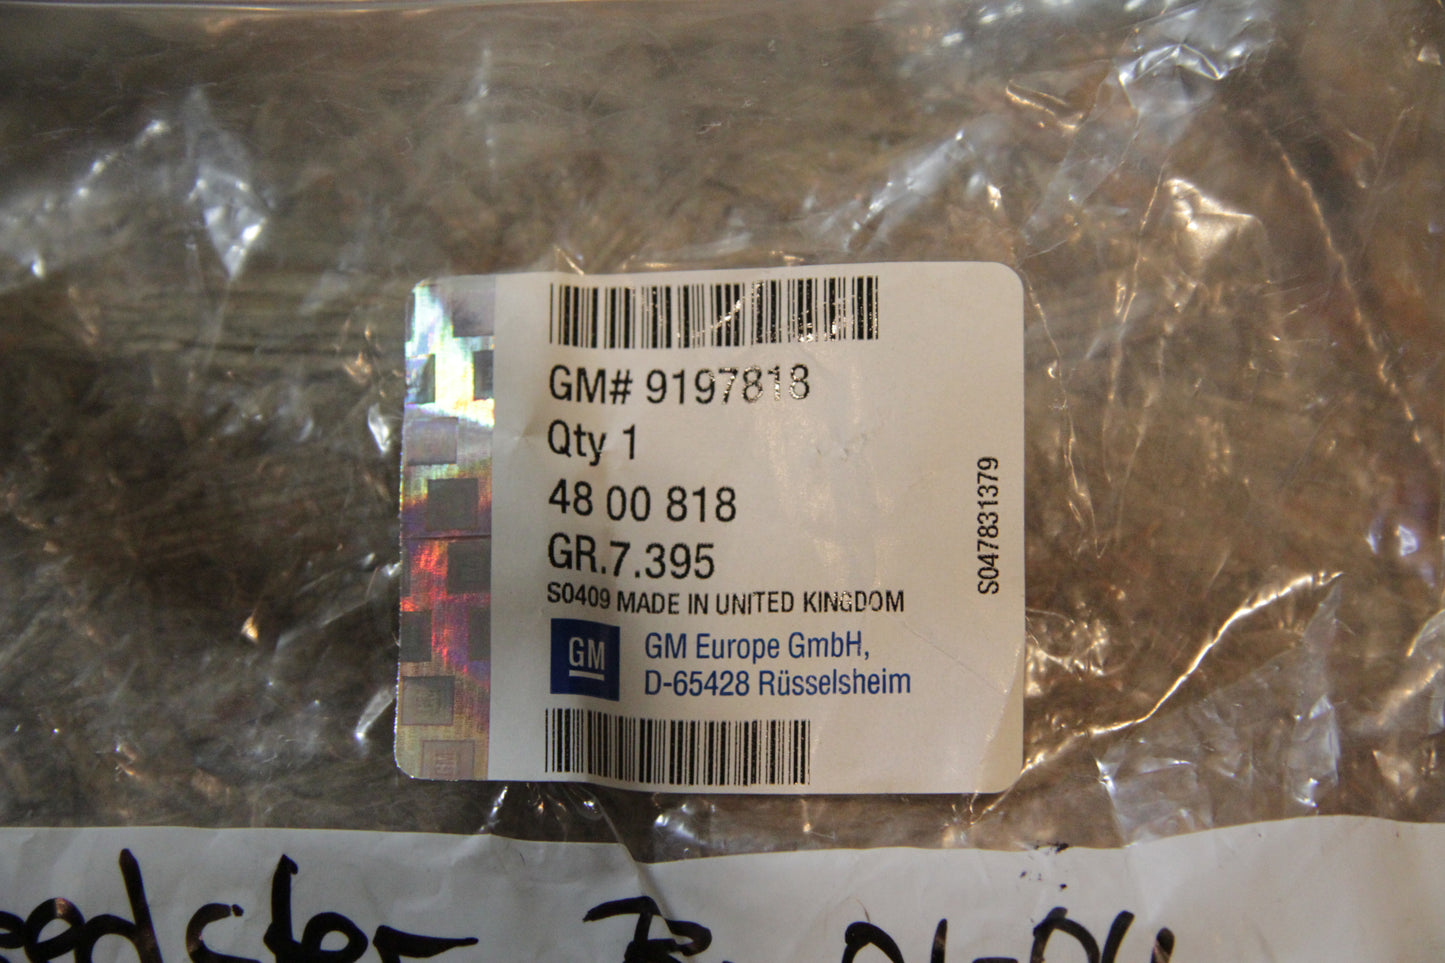 GM# 9197818
Qty 1
48 00 818
GR.7.395
S0409 MADE IN UNITED KINGDOM
GM
GM Europe GmbH,
D-65428 Rüsselsheim
S047831379